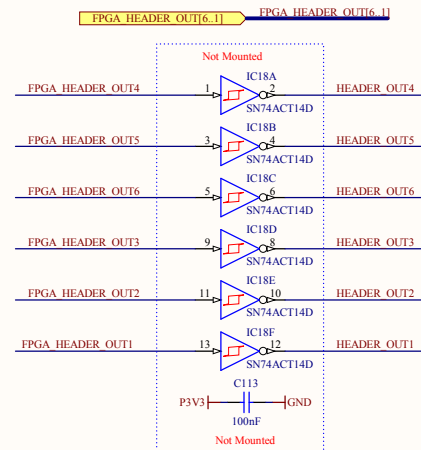 FPGA_HEADER_OUT[6..1] FPGA_HEADER_OUT[6..1]
Not Mounted
IC18A
FPGA_HEADER_OUT4 1 2 HEADER_OUT4
SN74ACT14D
IC18B
FPGA_HEADER_OUT5 3 4 HEADER_OUT5
SN74ACT14D
IC18C
FPGA_HEADER_OUT6 5 6 HEADER_OUT6
SN74ACT14D
IC18D
FPGA_HEADER_OUT3 9 8 HEADER_OUT3
SN74ACT14D
IC18E
FPGA_HEADER_OUT2 11 10 HEADER_OUT2
SN74ACT14D
IC18F
FPGA_HEADER_OUT1 13 12 HEADER_OUT1
SN74ACT14D
C113
P3V3 GND
100nF
Not Mounted